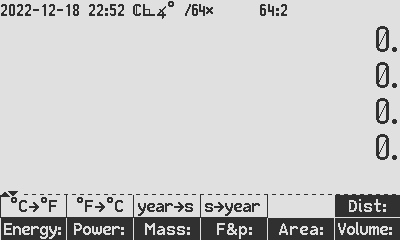 2022-12-18 22:52 ℂ∟∡° /64× 64:2
0.
0.
0.
0.
°C→°F °F→°C year→s s→year Dist:
Energy: Power: Mass: F&p: Area: Volume: